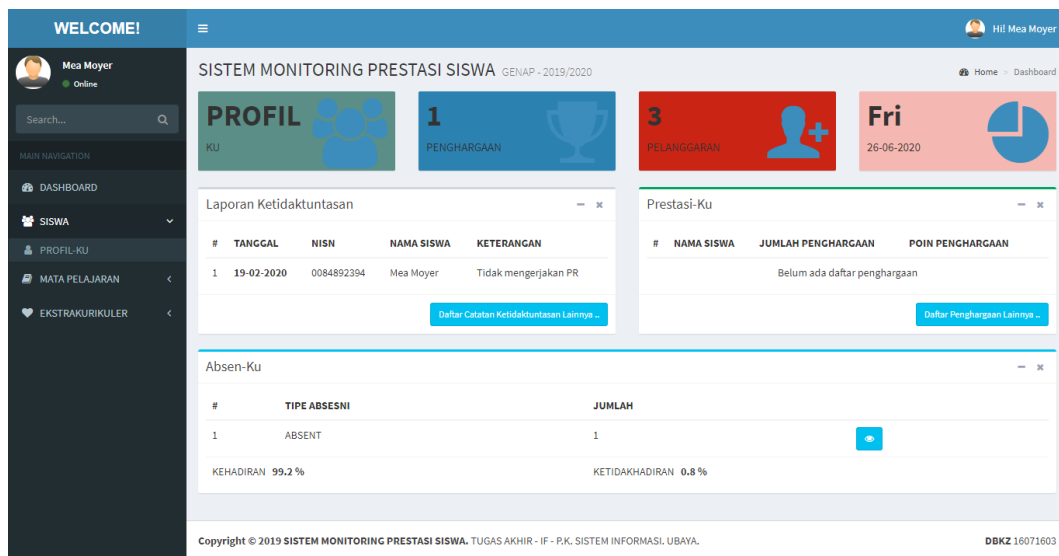 WELCOME!
Hi! Mea Moyer
Mea Moyer
Online
Search...
MAIN NAVIGATION
DASHBOARD
SISWA
PROFIL-KU
MATA PELAJARAN
EKSTRAKURIKULER
SISTEM MONITORING PRESTASI SISWA GENAP - 2019/2020
Home > Dashboard
PROFIL
KU
1
PENGHARGAAN
3
PELANGGARAN
Fri
26-06-2020
Laporan Ketidaktuntasan
# TANGGAL NISN NAMA SISWA KETERANGAN
1 19-02-2020 0084892394 Mea Moyer Tidak mengerjakan PR
Daftar Catatan Ketidaktuntasan Lainnya ..
Prestasi-Ku
# NAMA SISWA JUMLAH PENGHARGAAN POIN PENGHARGAAN
Belum ada daftar penghargaan
Daftar Penghargaan Lainnya ..
Absen-Ku
# TIPE ABSESNI JUMLAH
1 ABSENT 1
KEHADIRAN 99.2 % KETIDAKHADIRAN 0.8 %
Copyright © 2019 SISTEM MONITORING PRESTASI SISWA. TUGAS AKHIR - IF - P.K. SISTEM INFORMASI. UBAYA.
DBKZ 16071603